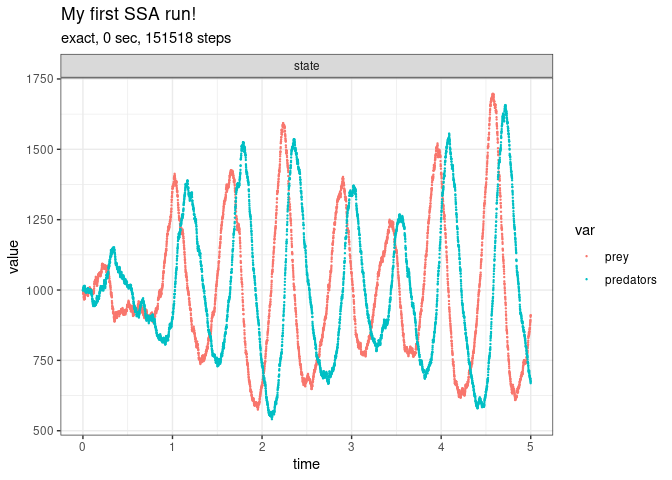 My first SSA run!
exact, 0 sec, 151518 steps
state
1750
1500
1250
1000
750
500
value
0 1 2 3 4 5
time
var
prey
predators